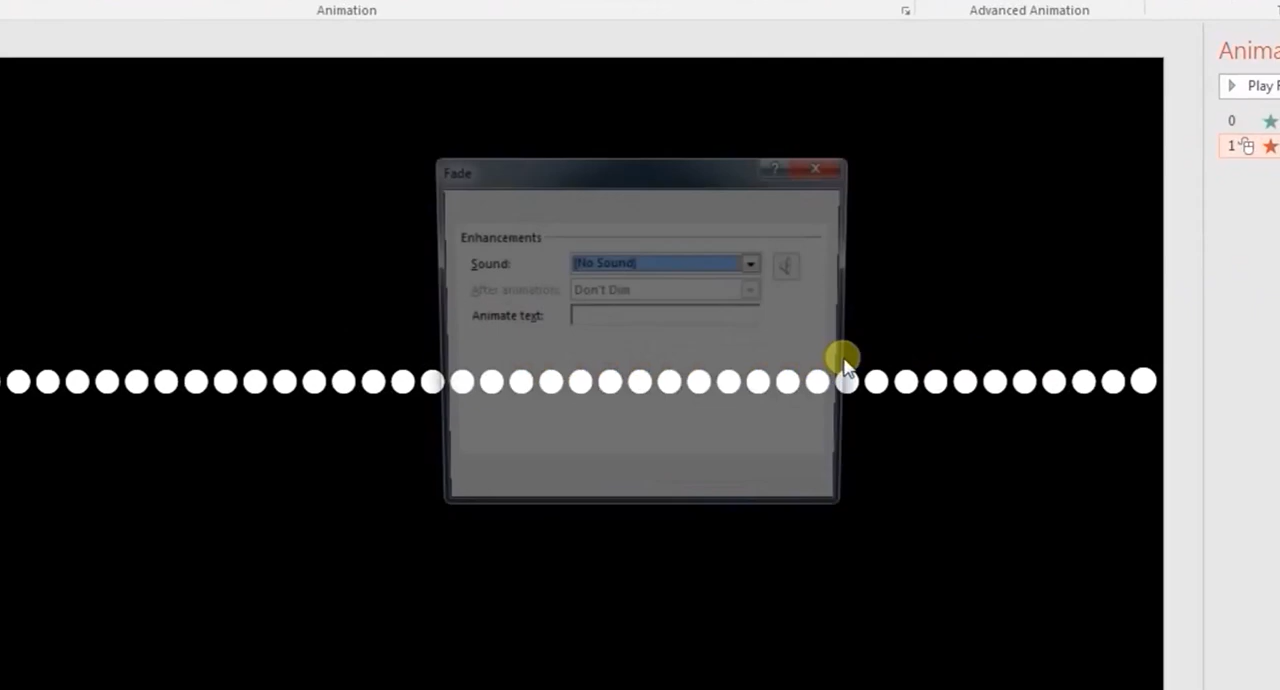 Animation
Advanced Animation
Anima
Play F
0
1
Fade
?
Enhancements
Sound:
[No Sound]
After animation:
Don't Dim
Animate text: